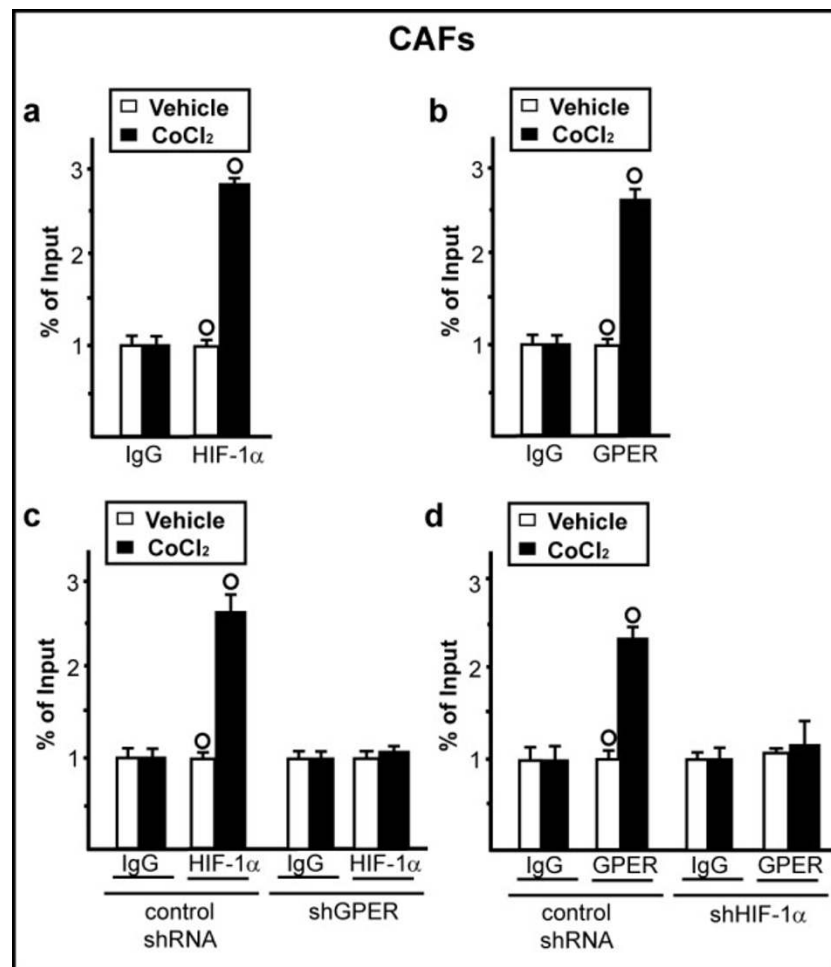 CAFs
a
Vehicle
CoCl₂
% of Input
3
2
1
IgG HIF-1α
b
Vehicle
CoCl₂
% of Input
3
2
1
IgG GPER
c
Vehicle
CoCl₂
% of Input
3
2
1
IgG HIF-1α IgG HIF-1α
control shGPER
shRNA
d
Vehicle
CoCl₂
% of Input
3
2
1
IgG GPER IgG GPER
control shHIF-1α
shRNA